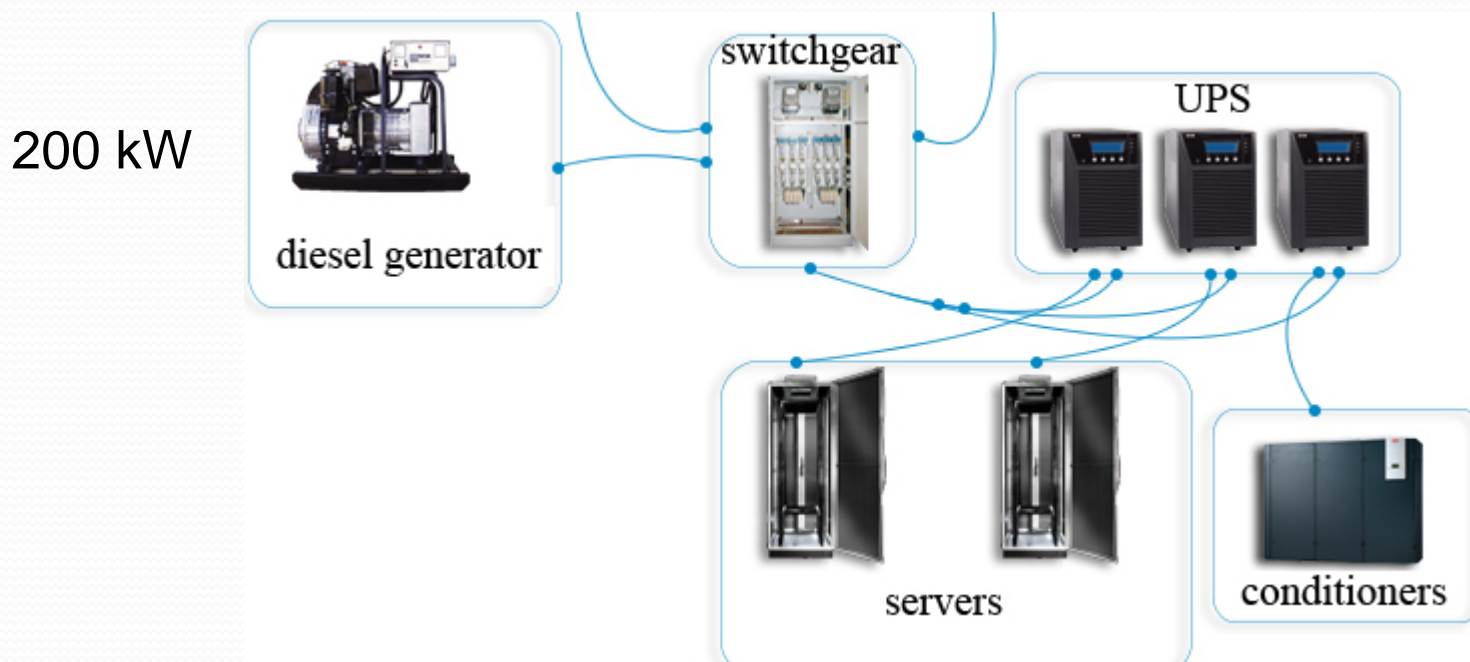 switchgear
UPS
200 kW
diesel generator
servers
conditioners